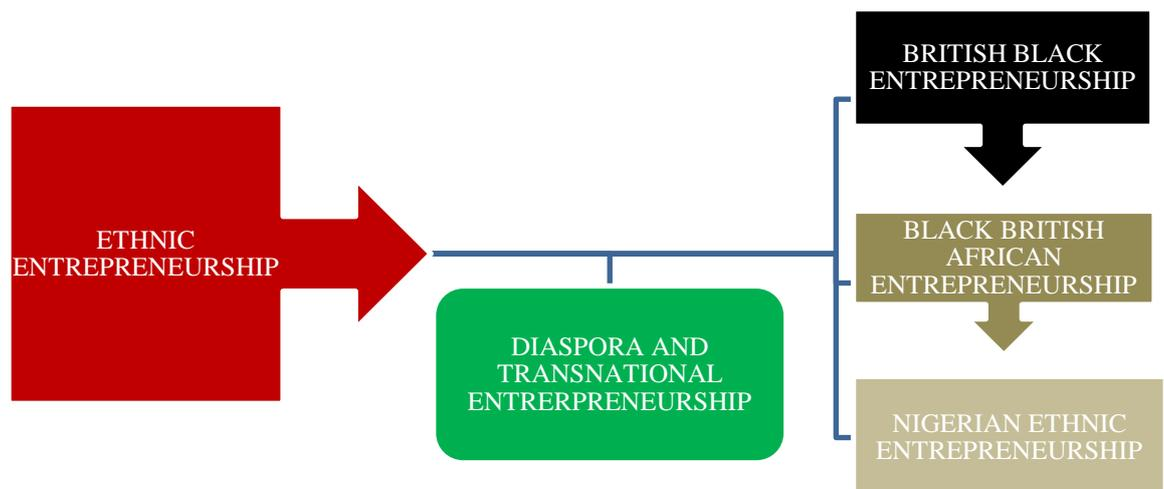 ETHNIC
ENTREPRENEURSHIP
DIASPORA AND
TRANSNATIONAL
ENTRERPRENEURSHIP
BRITISH BLACK
ENTREPRENEURSHIP
BLACK BRITISH
AFRICAN
ENTREPRENEURSHIP
NIGERIAN ETHNIC
ENTREPRENEURSHIP